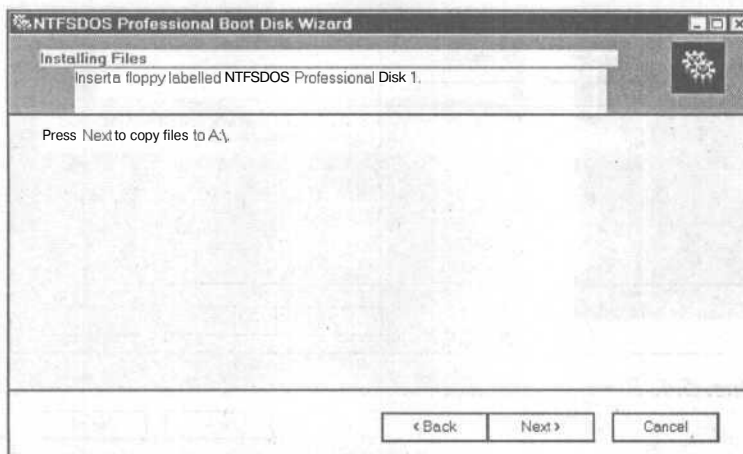 NTFSDOS Professional Boot Disk Wizard
Installing Files
Insert a floppy labelled NTFSDOS Professional Disk 1.
Press Next to copy files to A:\.
< Back
Next >
Cancel